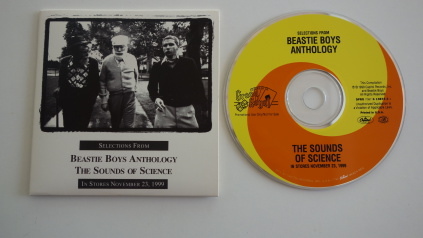 SELECTIONS FROM
BEASTIE BOYS ANTHOLOGY
THE SOUNDS OF SCIENCE
IN STORES NOVEMBER 23, 1999
SELECTIONS FROM
BEASTIE BOYS
ANTHOLOGY
THE SOUNDS
OF SCIENCE
IN STORES NOVEMBER 23, 1999